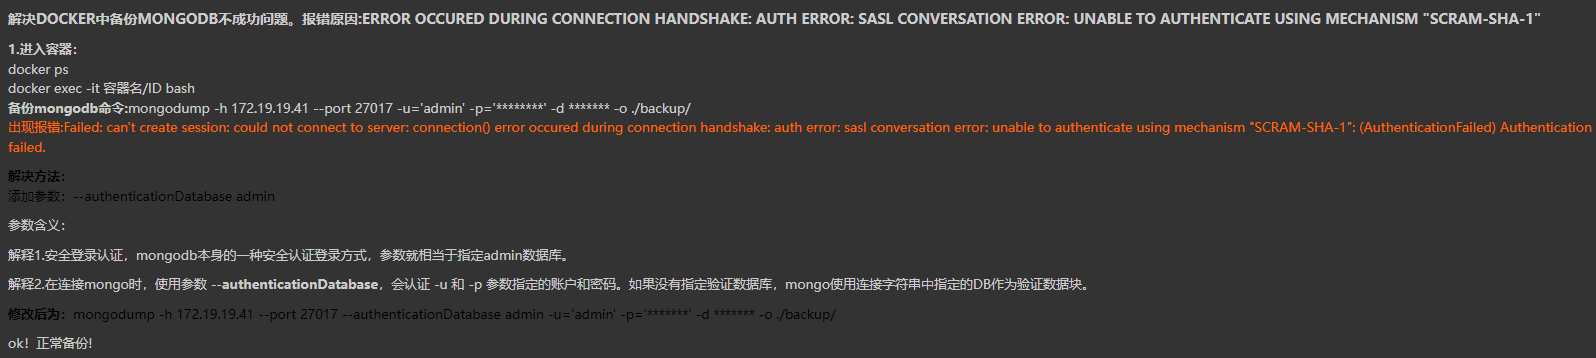 解决DOCKER中备份MONGODB不成功问题。报错原因:ERROR OCCURED DURING CONNECTION HANDSHAKE: AUTH ERROR: SASL CONVERSATION ERROR: UNABLE TO AUTHENTICATE USING MECHANISM "SCRAM-SHA-1"
1.进入容器：
docker ps
docker exec -it 容器名/ID bash
备份mongodb命令:mongodump -h 172.19.19.41 --port 27017 -u='admin' -p='********' -d ******* -o ./backup/
出现报错:Failed: can't create session: could not connect to server: connection() error occured during connection handshake: auth error: sasl conversation error: unable to authenticate using mechanism "SCRAM-SHA-1": (AuthenticationFailed) Authentication
failed.
解决方法：
添加参数：--authenticationDatabase admin
参数含义：
解释1.安全登录认证，mongodb本身的一种安全认证登录方式，参数就相当于指定admin数据库。
解释2.在连接mongo时，使用参数 --authenticationDatabase，会认证 -u 和 -p 参数指定的账户和密码。如果没有指定验证数据库，mongo使用连接字符串中指定的DB作为验证数据块。
修改后为：mongodump -h 172.19.19.41 --port 27017 --authenticationDatabase admin -u='admin' -p='*******' -d ******* -o ./backup/
ok！正常备份!